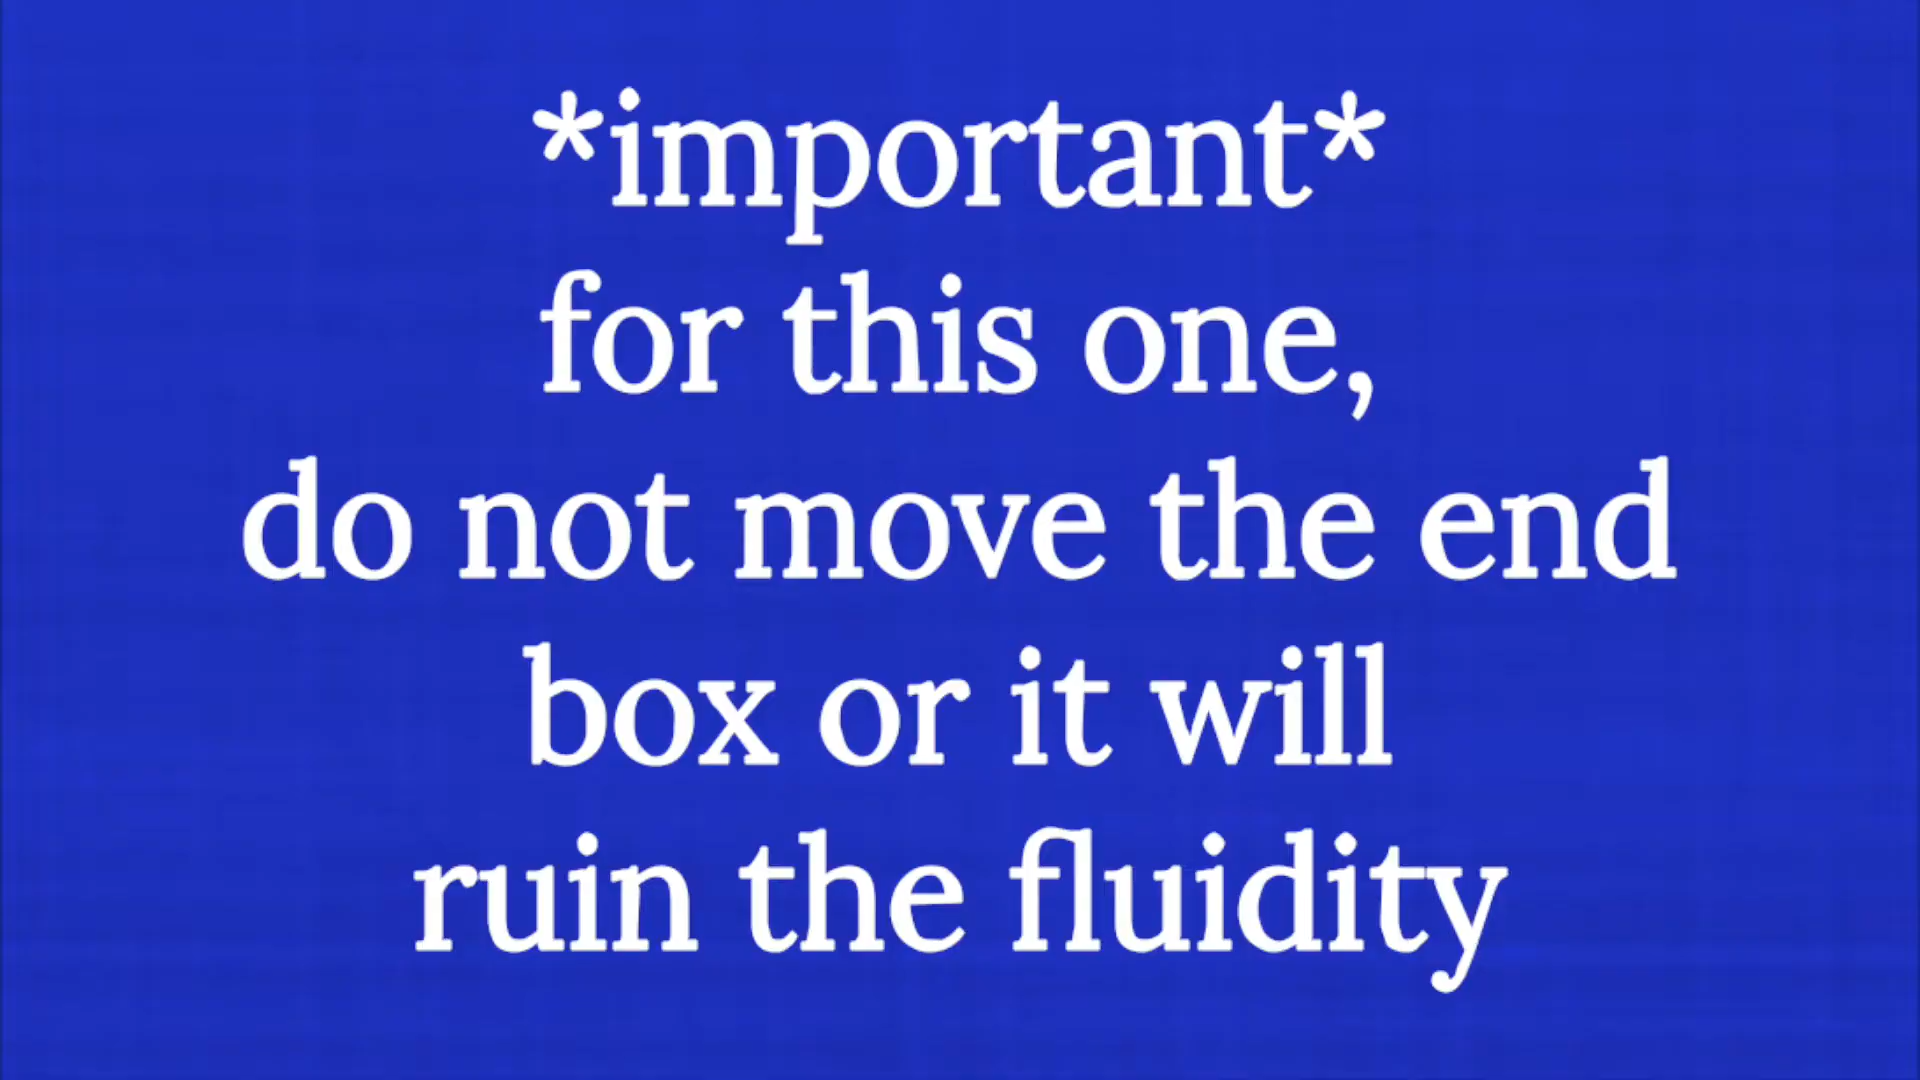 *important*
for this one,
do not move the end
box or it will
ruin the fluidity